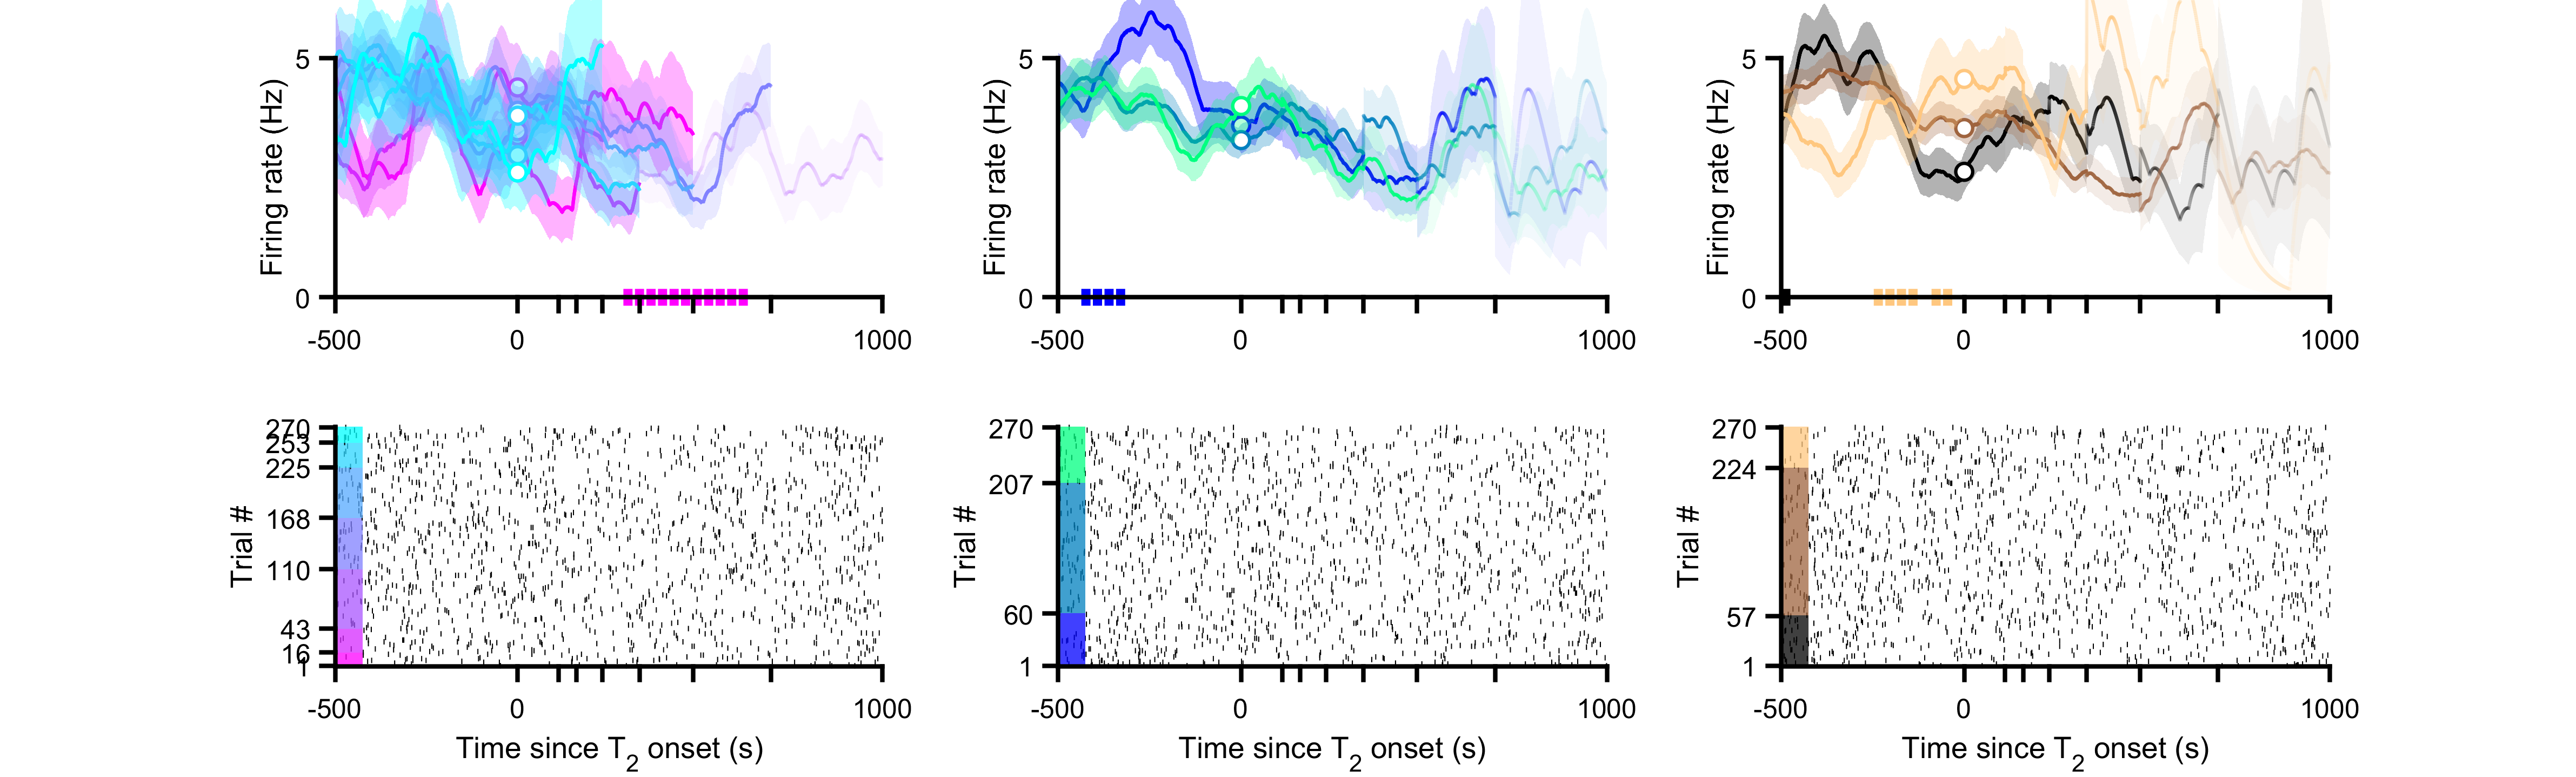 5 5 5
Firing rate (Hz) Firing rate (Hz) Firing rate (Hz)
0 0 0
-500 0 1000 -500 0 1000 -500 0 1000
270 270 270
253
225 224
207
168
Trial # Trial # Trial #
110
60 57
43
16
1 1 1
-500 0 1000 -500 0 1000 -500 0 1000
Time since T2 onset (s) Time since T2 onset (s) Time since T2 onset (s)